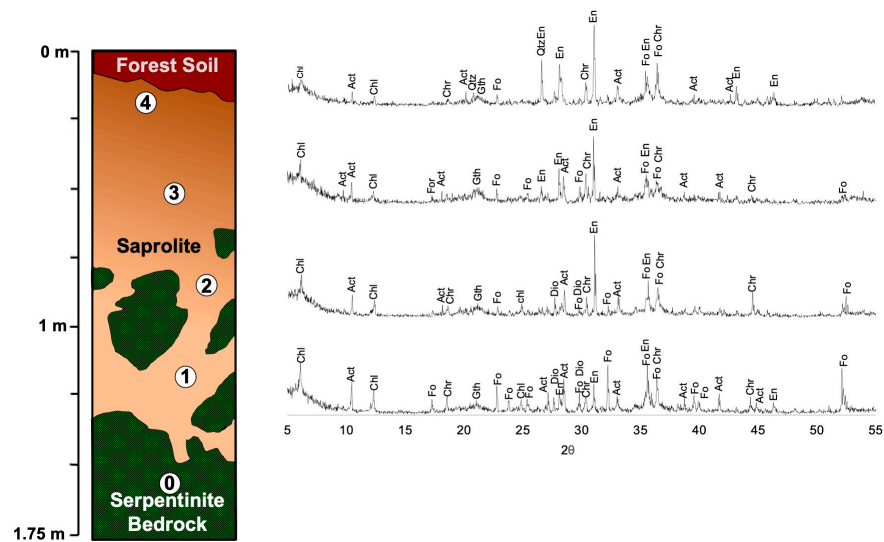 0 m
Forest Soil
4
3
Saprolite
2
1 m
1
0
Serpentinite
Bedrock
1.75 m
Chl Act Chl Chr Act Qtz Gth Fo Qtz En En Chr En Act Fo En Fo Chr Act Act En En
Chl Act Act Chl For Act Gth Fo Fo En En Act Fo Chr En Act Fo En Fo Chr Act Act Chr Fo
Chl Act Chl Act Chr Gth Fo chl Dio Act Fo Dio Chr En Fo Act Fo En Fo Chr Chr Fo
Chl Act Chl Fo Chr Gth Fo Fo Chl Fo Act Dio En Act Fo Dio Chr En Fo Act Fo En Fo Chr Act Fo Fo Act Chr Act En Fo
5 10 15 20 25 30 35 40 45 50 55
2θ